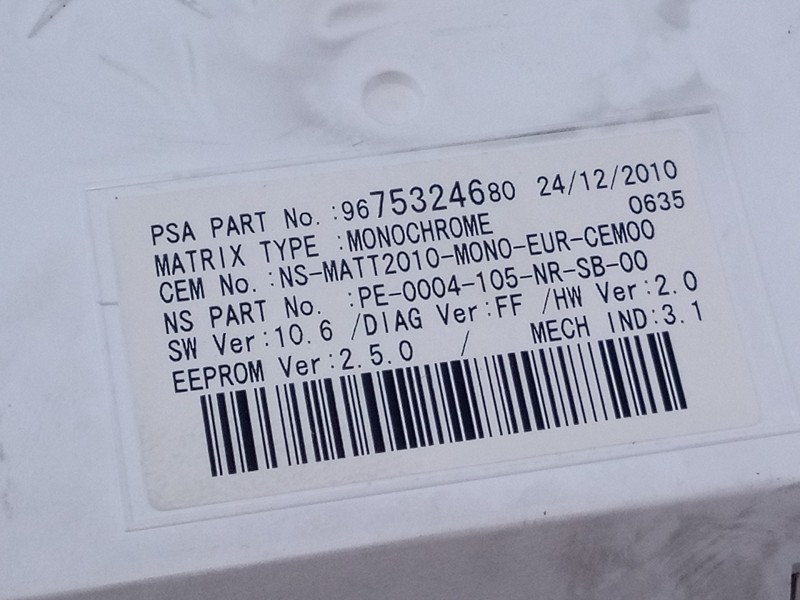 PSA PART No. :9675324680 24/12/2010
MATRIX TYPE :MONOCHROME 0635
CEM No. :NS-MATT2010-MONO-EUR-CEM00
NS PART No. :PE-0004-105-NR-SB-00
SW Ver:10.6 /DIAG Ver:FF /HW Ver:2.0
EEPROM Ver:2.5.0 / MECH IND:3.1